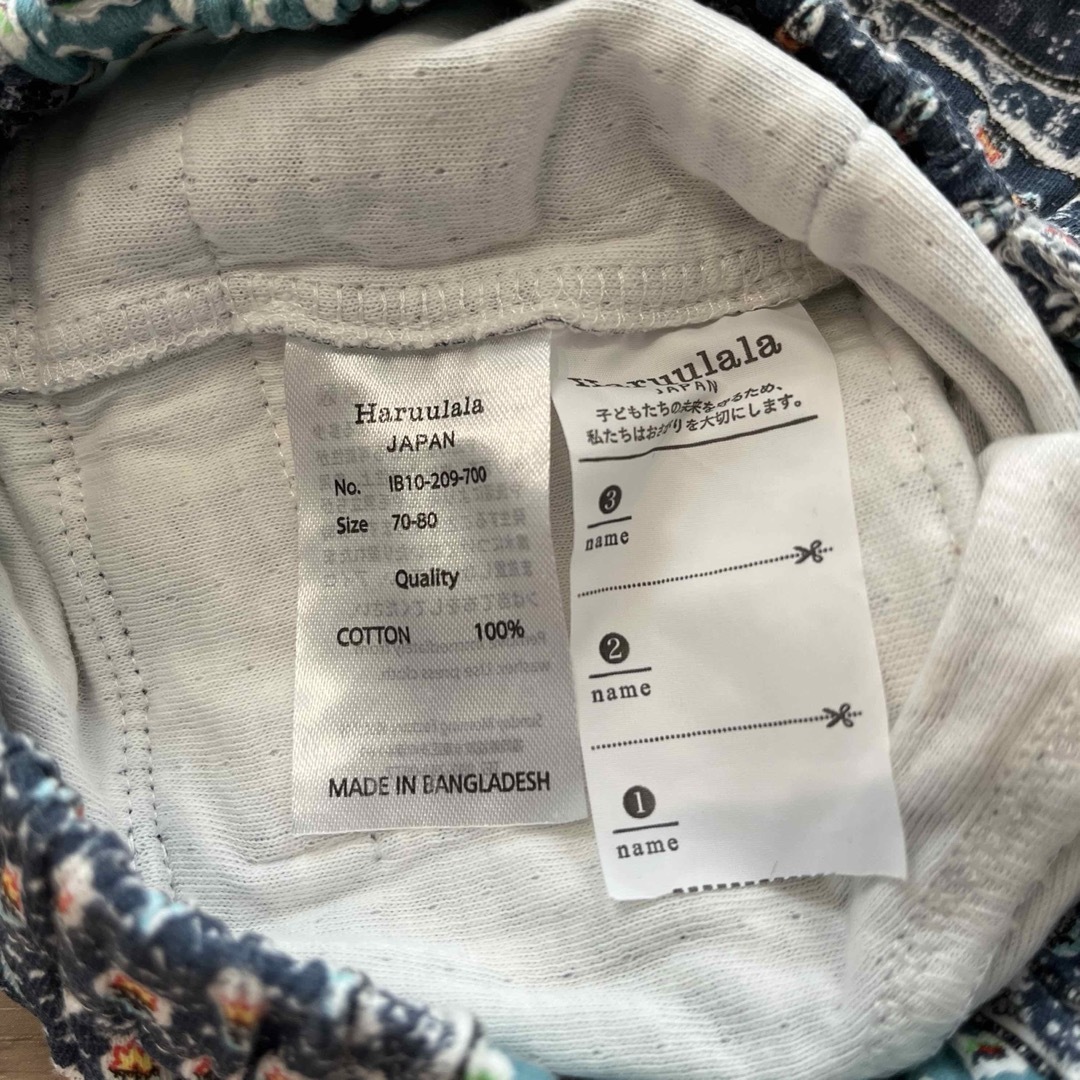 Haruulala
JAPAN
No. IB10-209-700
Size 70-80
Quality
COTTON 100%
MADE IN BANGLADESH
Haruulala
JAPAN
子どもたちの未来を守るため、
私たちはおさがりを大切にします。
3
name
2
name
1
name